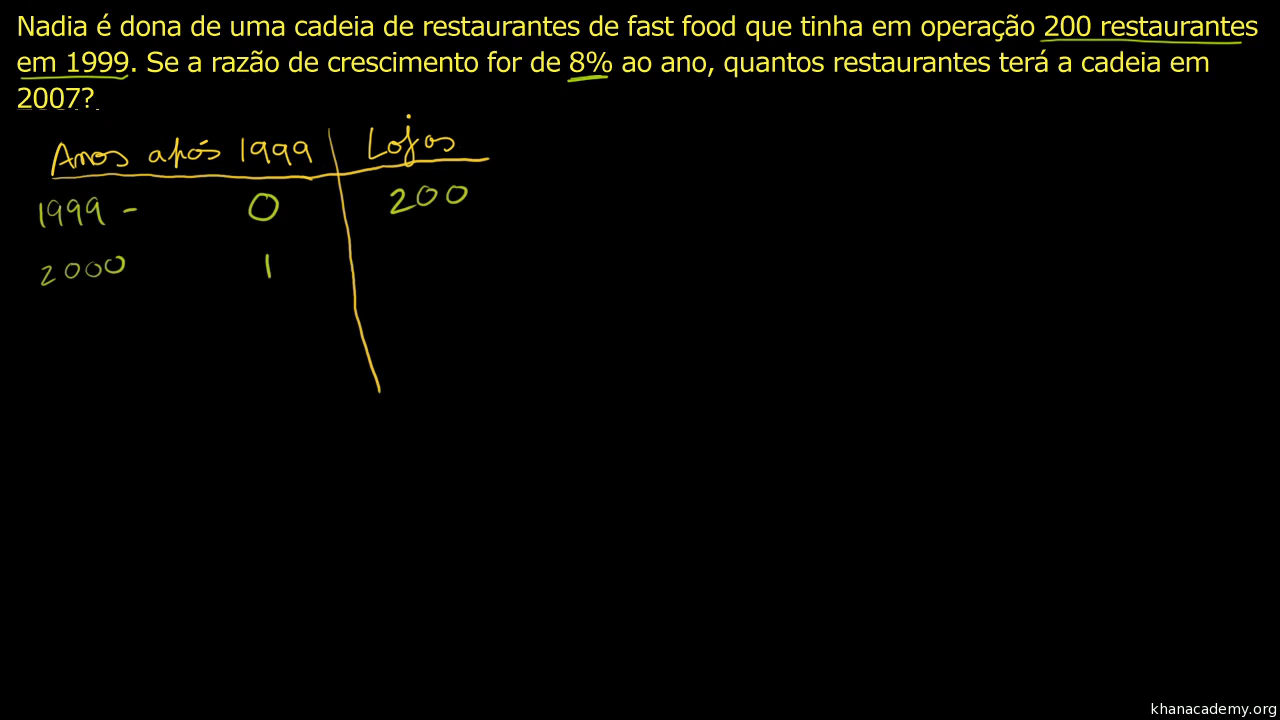 Nadia é dona de uma cadeia de restaurantes de fast food que tinha em operação 200 restaurantes
em 1999. Se a razão de crescimento for de 8% ao ano, quantos restaurantes terá a cadeia em
2007?
Anos após 1999 Lojas
1999 - 0 200
2000 1
khanacademy.org